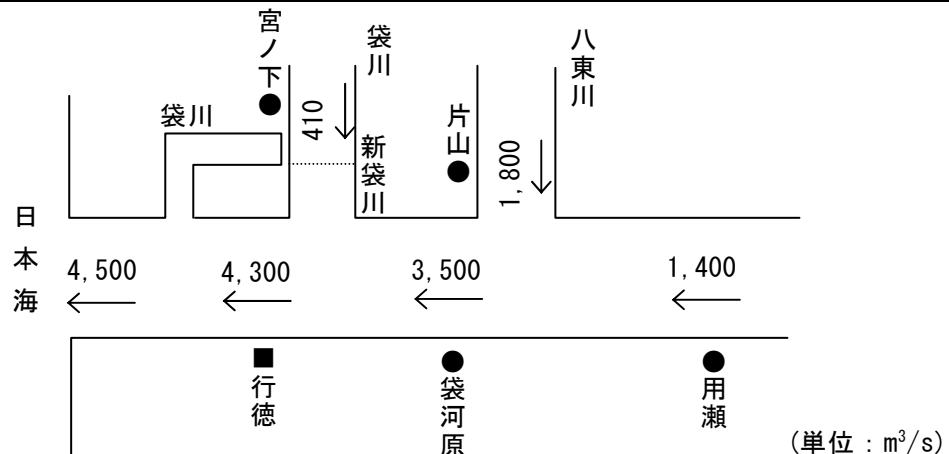 宮ノ下
袋川
八東川
袋川
410
片山
新袋川
1,800
日本海
4,500
4,300
3,500
1,400
行徳
袋河原
用瀬
(単位：m³/s)